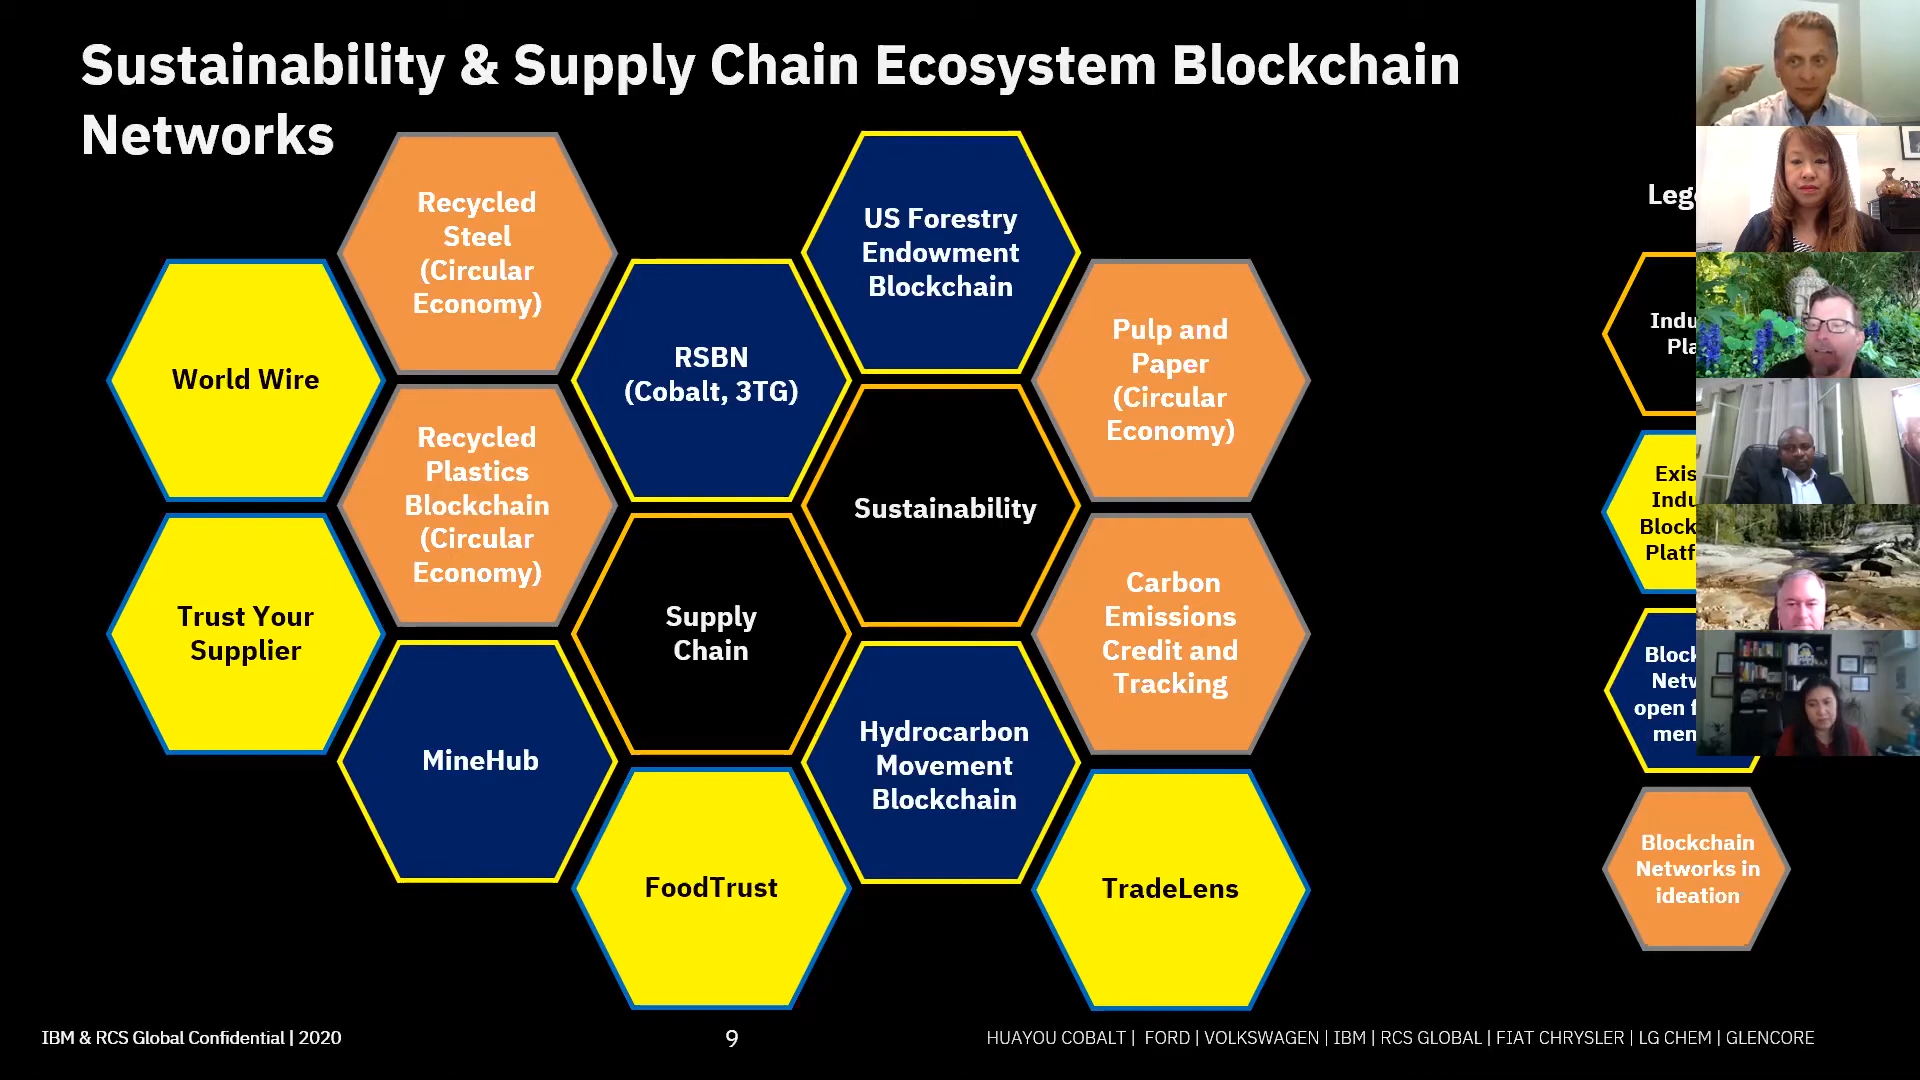 Sustainability & Supply Chain Ecosystem Blockchain
Networks
Recycled
Steel
(Circular
Economy)
US Forestry
Endowment
Blockchain
World Wire
RSBN
(Cobalt, 3TG)
Pulp and
Paper
(Circular
Economy)
Recycled
Plastics
Blockchain
(Circular
Economy)
Sustainability
Trust Your
Supplier
Supply
Chain
Carbon
Emissions
Credit and
Tracking
MineHub
Hydrocarbon
Movement
Blockchain
FoodTrust
TradeLens
Blockchain
Networks in
ideation
IBM & RCS Global Confidential | 2020
9
HUAYOU COBALT | FORD | VOLKSWAGEN | IBM | RCS GLOBAL | FIAT CHRYSLER | LG CHEM | GLENCORE